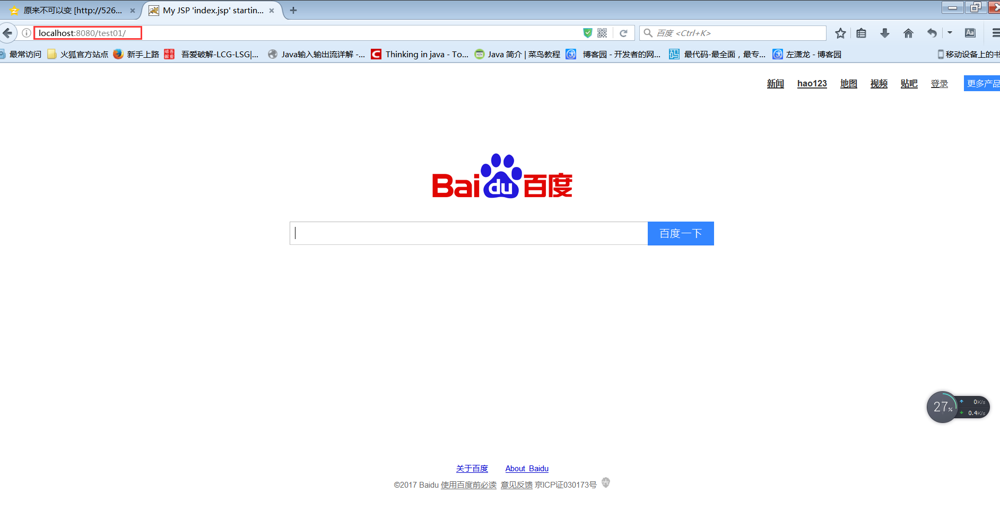 原来不可以变 [http://526...
My JSP 'index.jsp' startin...
localhost:8080/test01/
百度 <Ctrl+K>
最常访问 火狐官方站点 新手上路 吾爱破解-LCG-LSG|... Java输入输出流详解 -... Thinking in java - To... Java 简介 | 菜鸟教程 博客园 - 开发者的网... 最代码-最全面，最专... 左潇龙 - 博客园 移动设备上的书
新闻 hao123 地图 视频 贴吧 登录 更多产品
Bai du 百度
百度一下
27% 0K/s
0.4K/s
关于百度 About Baidu
©2017 Baidu 使用百度前必读 意见反馈 京ICP证030173号